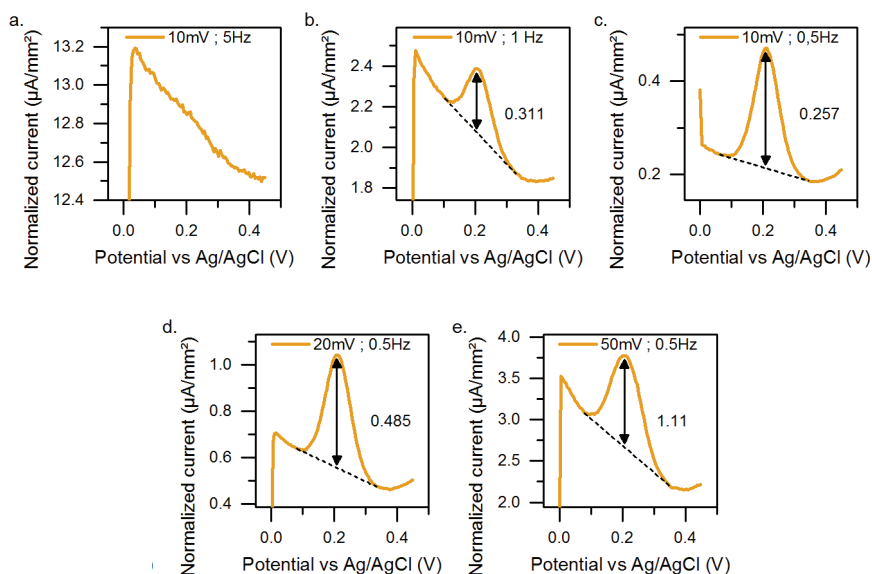 a.
10mV ; 5Hz
Normalized current (µA/mm²)
13.2
13.0
12.8
12.6
12.4
0.0
0.2
0.4
Potential vs Ag/AgCl (V)
b.
10mV ; 1 Hz
Normalized current (µA/mm²)
2.4
2.2
2.0
1.8
0.311
0.0
0.2
0.4
Potential vs Ag/AgCl (V)
c.
10mV ; 0,5Hz
Normalized current (µA/mm²)
0.4
0.2
0.257
0.0
0.2
0.4
Potential vs Ag/AgCl (V)
d.
20mV ; 0.5Hz
Normalized current (µA/mm²)
1.0
0.8
0.6
0.4
0.485
0.0
0.2
0.4
Potential vs Ag/AgCl (V)
e.
50mV ; 0.5Hz
Normalized current (µA/mm²)
4.0
3.5
3.0
2.5
2.0
1.11
0.0
0.2
0.4
Potential vs Ag/AgCl (V)